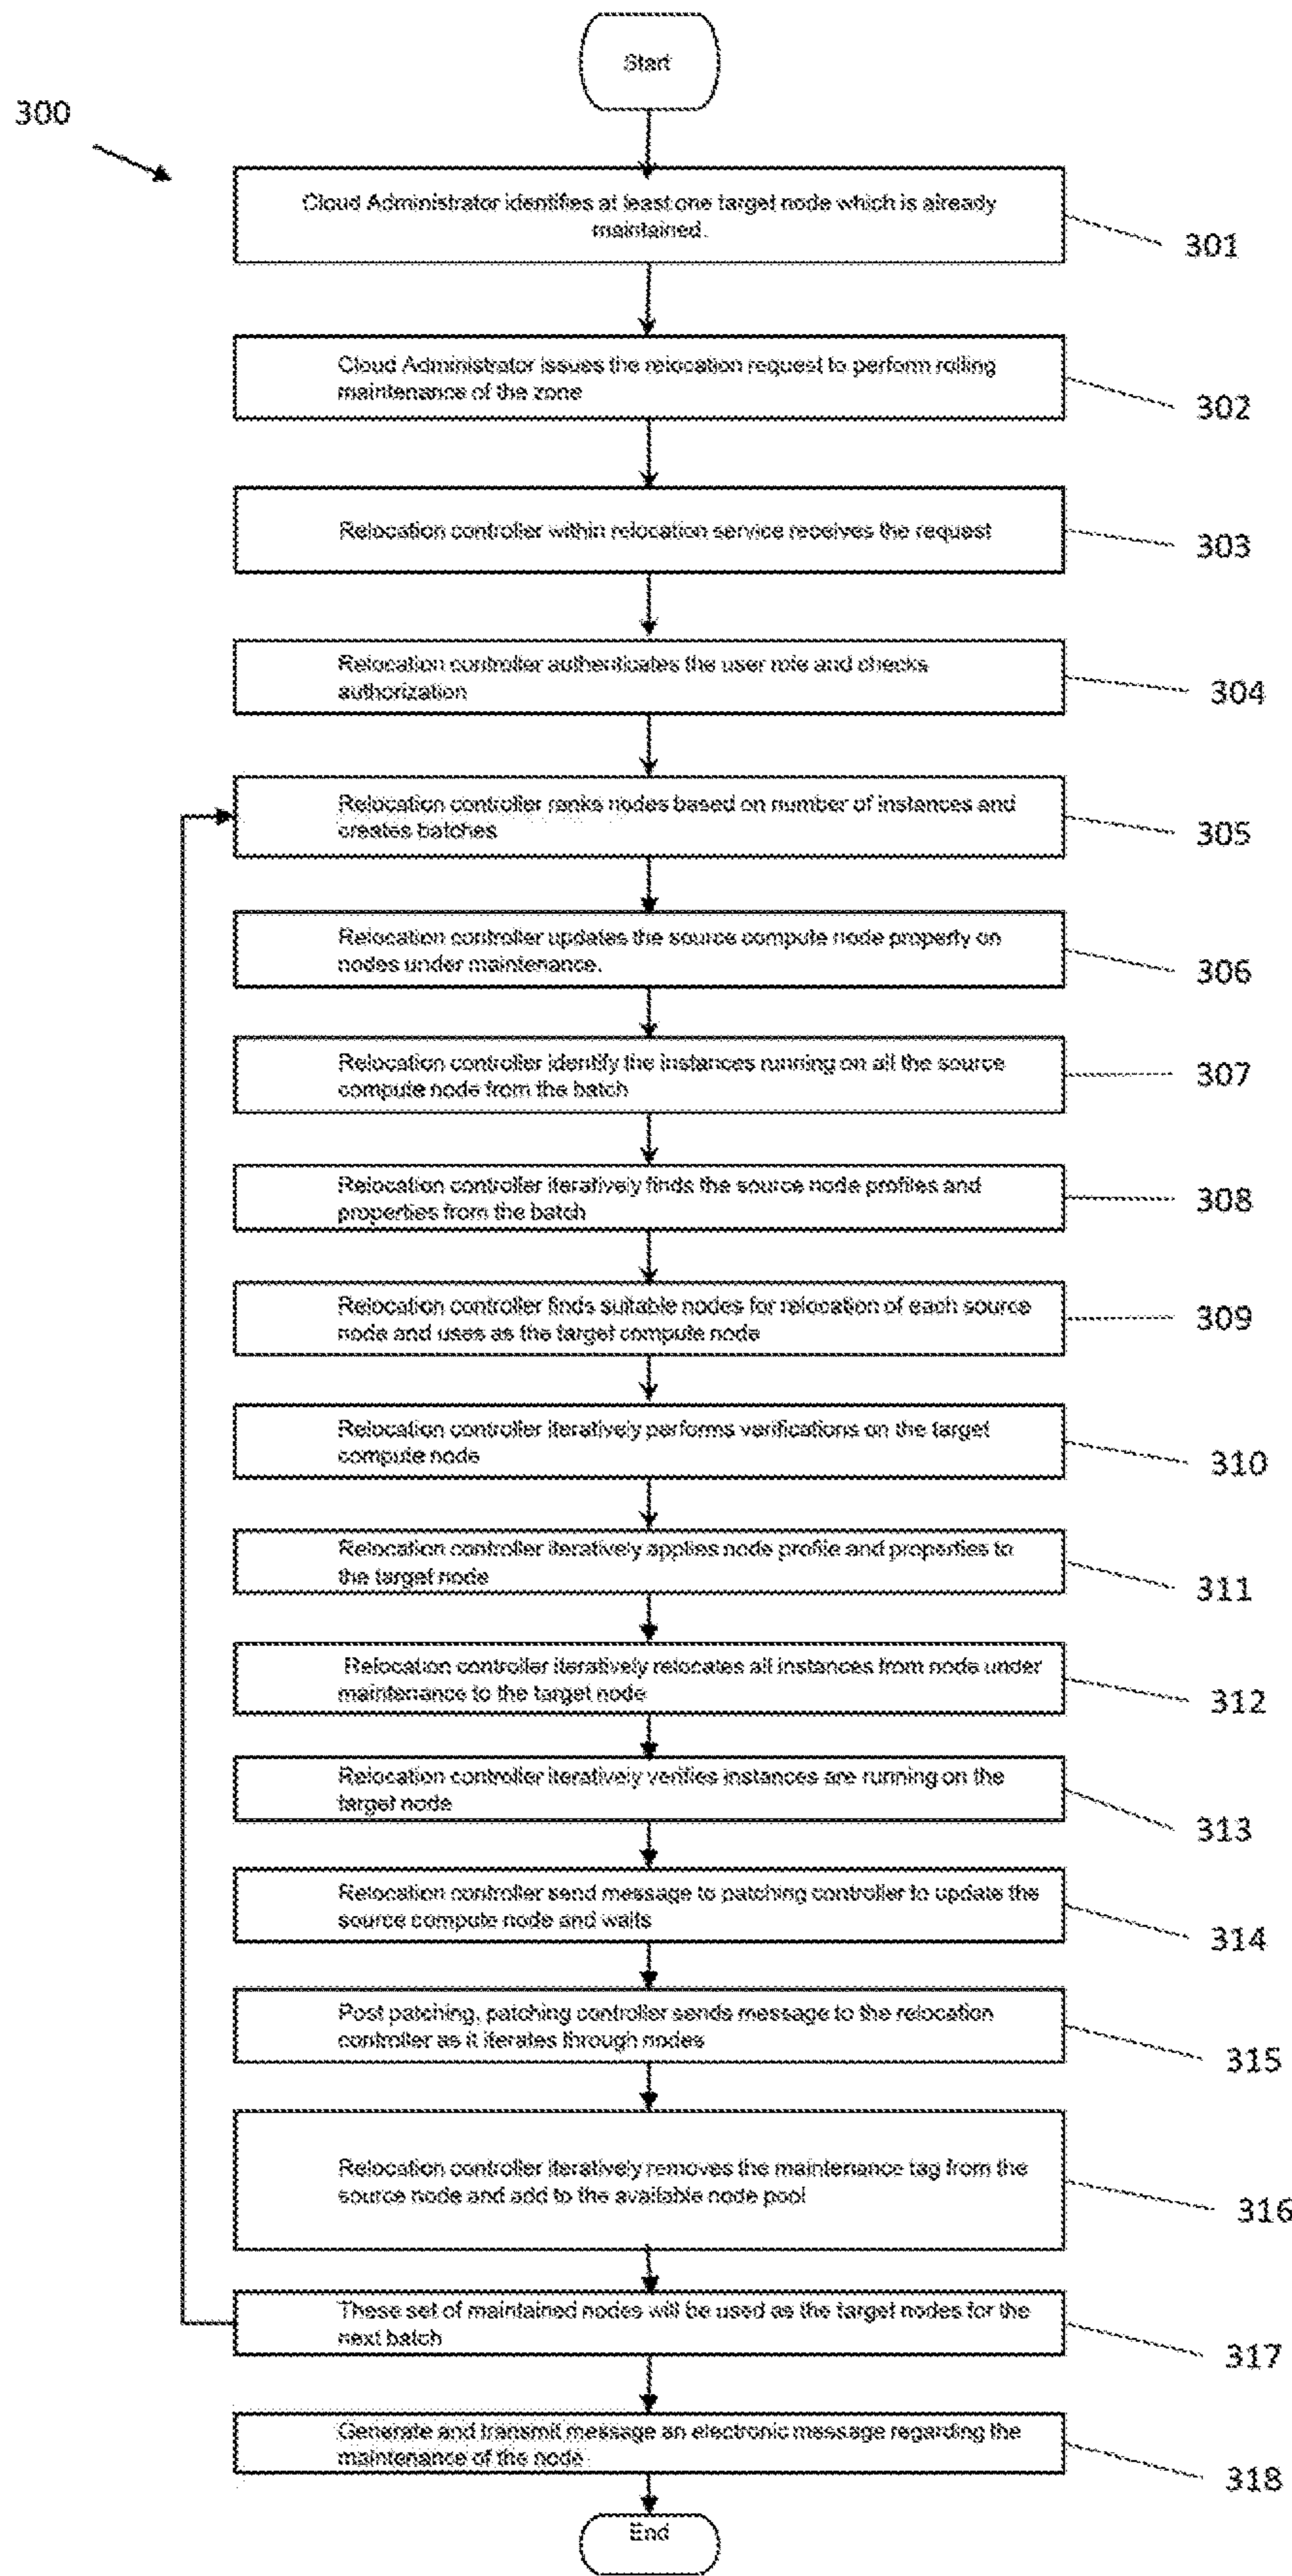 Start
300
Cloud Administrator identifies at least one target node which is already
maintained.
301
Cloud Administrator issues the relocation request to perform rolling
maintenance of the zone
302
Relocation controller within relocation service receives the request
303
Relocation controller authenticates the user role and checks
authorization
304
Relocation controller ranks nodes based on number of instances and
creates batches
305
Relocation controller updates the source compute node property on
nodes under maintenance.
306
Relocation controller identify the instances running on all the source
compute node from the batch
307
Relocation controller iteratively finds the source node profiles and
properties from the batch
308
Relocation controller finds suitable nodes for relocation of each source
node and uses as the target compute node
309
Relocation controller iteratively performs verifications on the target
compute node
310
Relocation controller iteratively applies node profile and properties to
the target node
311
Relocation controller iteratively relocates all instances from node under
maintenance to the target node
312
Relocation controller iteratively verifies instances are running on the
target node
313
Relocation controller send message to patching controller to update the
source compute node and waits
314
Post patching, patching controller sends message to the relocation
controller as it iterates through nodes
315
Relocation controller iteratively removes the maintenance tag from the
source node and add to the available node pool
316
These set of maintained nodes will be used as the target nodes for the
next batch
317
Generate and transmit message an electronic message regarding the
maintenance of the node
318
End